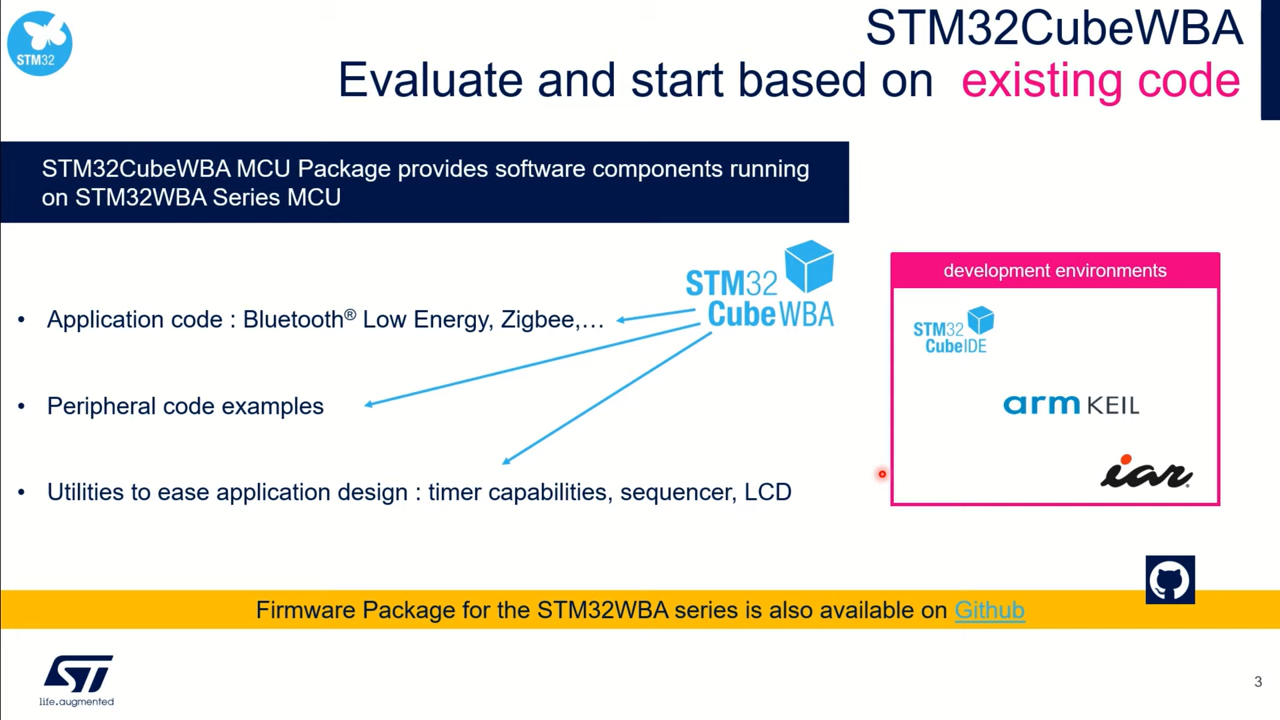 STM32
STM32CubeWBA
Evaluate and start based on existing code
STM32CubeWBA MCU Package provides software components running
on STM32WBA Series MCU
STM32
CubeWBA
• Application code : Bluetooth® Low Energy, Zigbee,…
• Peripheral code examples
• Utilities to ease application design : timer capabilities, sequencer, LCD
development environments
STM32
CubeIDE
arm KEIL
iar
Firmware Package for the STM32WBA series is also available on Github
ST
life.augmented
3